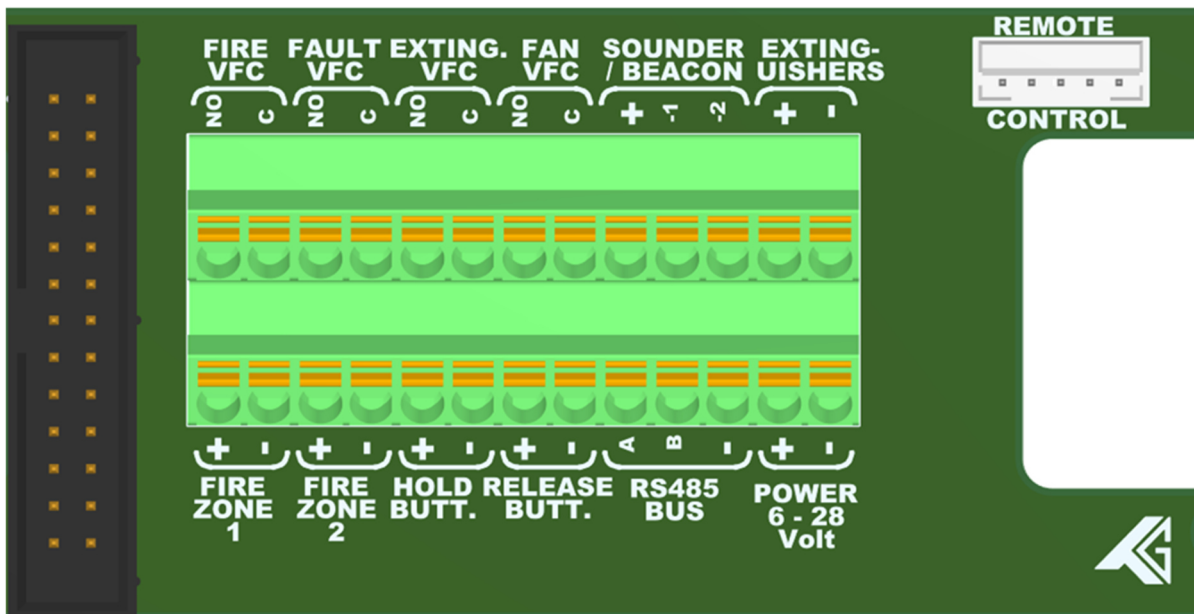 REMOTE
CONTROL
FIRE VFC
FAULT VFC
EXTING. VFC
FAN VFC
SOUNDER / BEACON
EXTING-
UISHERS
NO C NO C NO C NO C + -1 -2 + -
+ - + - + - + - A B - + -
FIRE ZONE 1
FIRE ZONE 2
HOLD BUTT.
RELEASE BUTT.
RS485 BUS
POWER 6 - 28 Volt